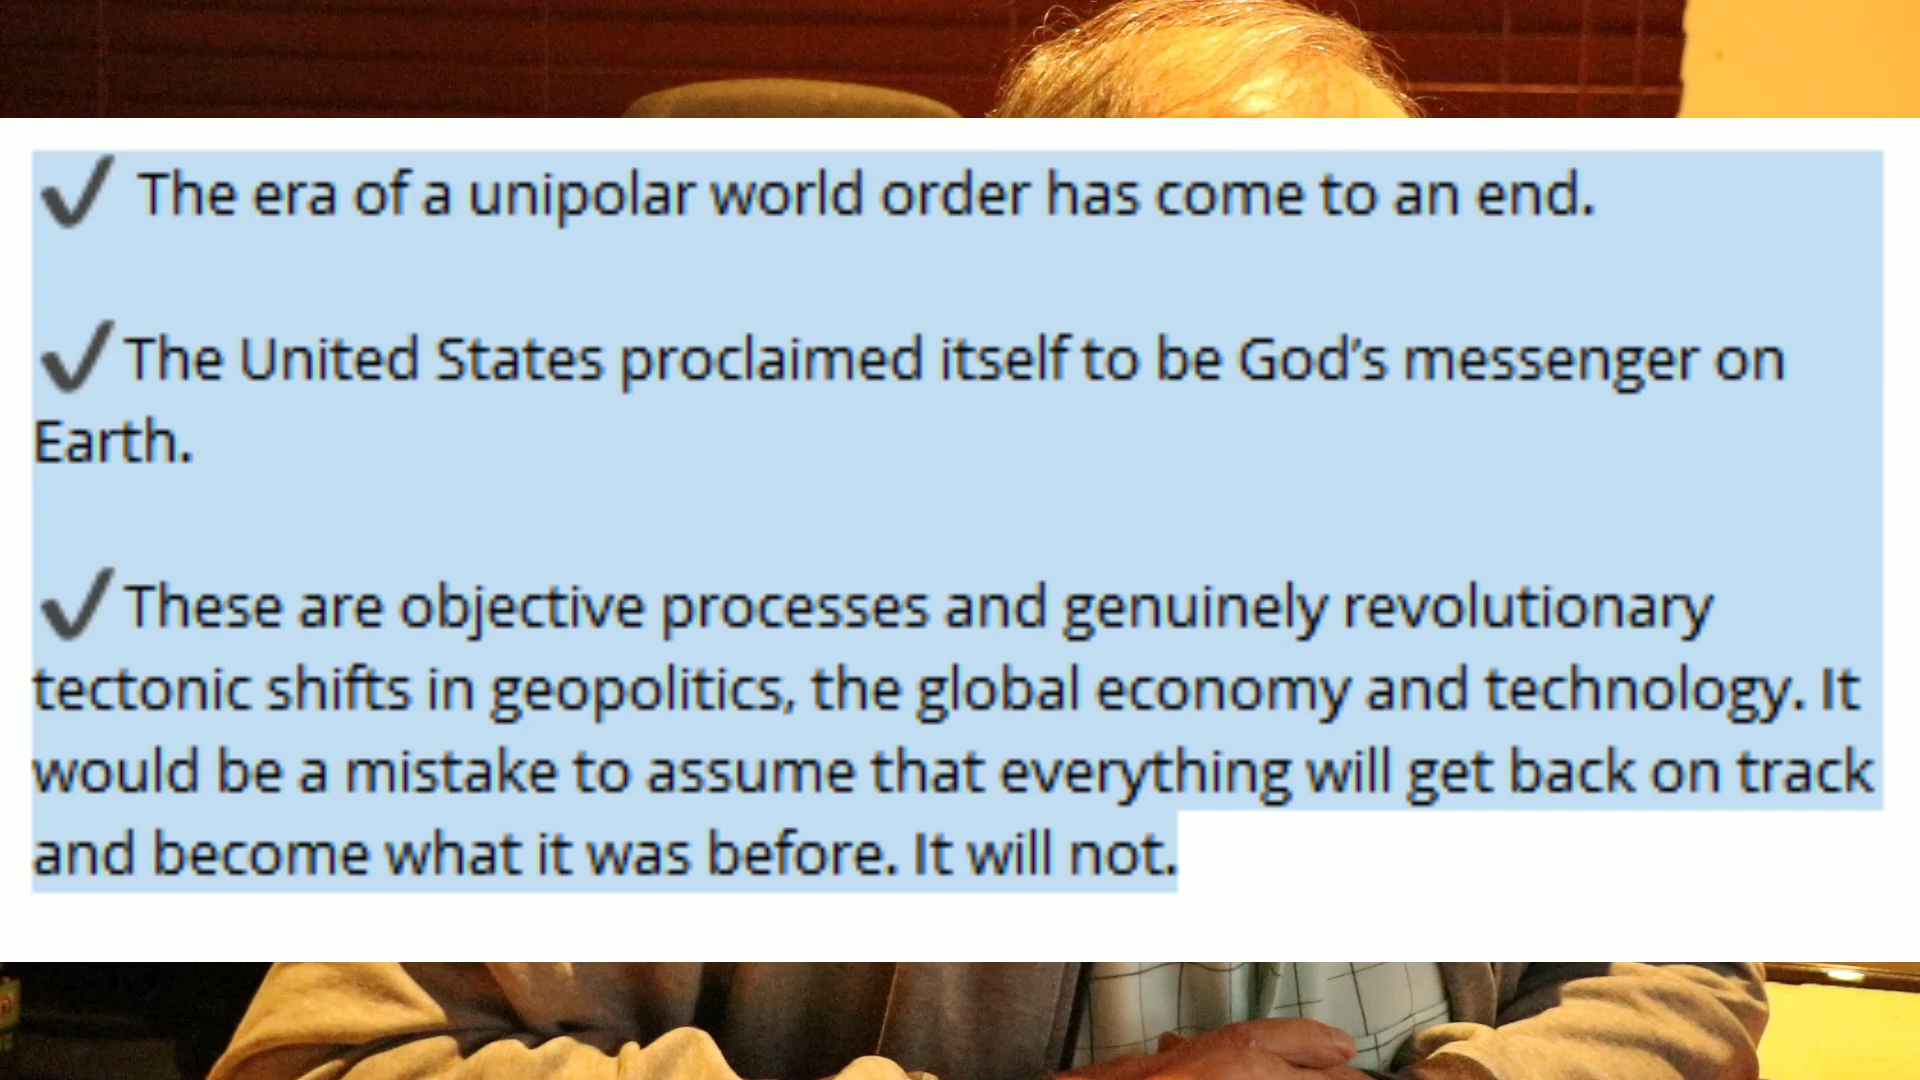 ✔ The era of a unipolar world order has come to an end.
✔The United States proclaimed itself to be God’s messenger on
Earth.
✔These are objective processes and genuinely revolutionary
tectonic shifts in geopolitics, the global economy and technology. It
would be a mistake to assume that everything will get back on track
and become what it was before. It will not.